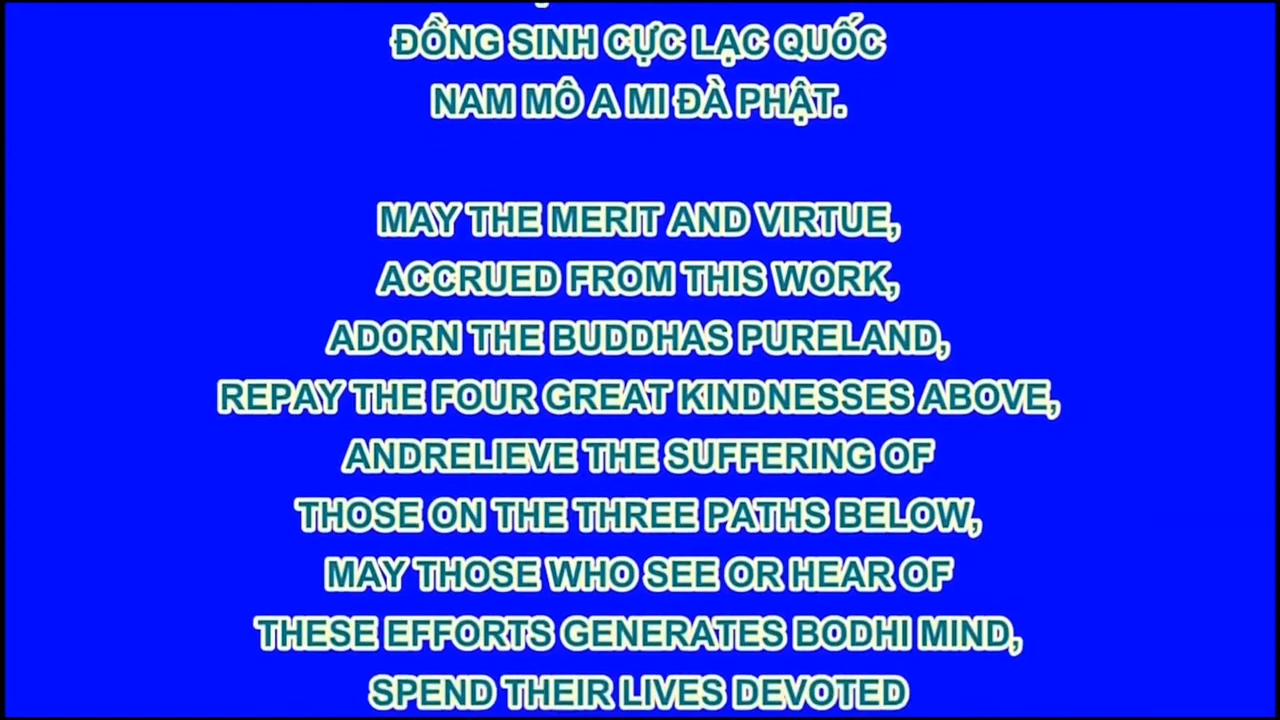 ĐỒNG SINH CỰC LẠC QUỐC
NAM MÔ A MI ĐÀ PHẬT.
MAY THE MERIT AND VIRTUE,
ACCRUED FROM THIS WORK,
ADORN THE BUDDHAS PURELAND,
REPAY THE FOUR GREAT KINDNESSES ABOVE,
ANDRELIEVE THE SUFFERING OF
THOSE ON THE THREE PATHS BELOW,
MAY THOSE WHO SEE OR HEAR OF
THESE EFFORTS GENERATES BODHI MIND,
SPEND THEIR LIVES DEVOTED